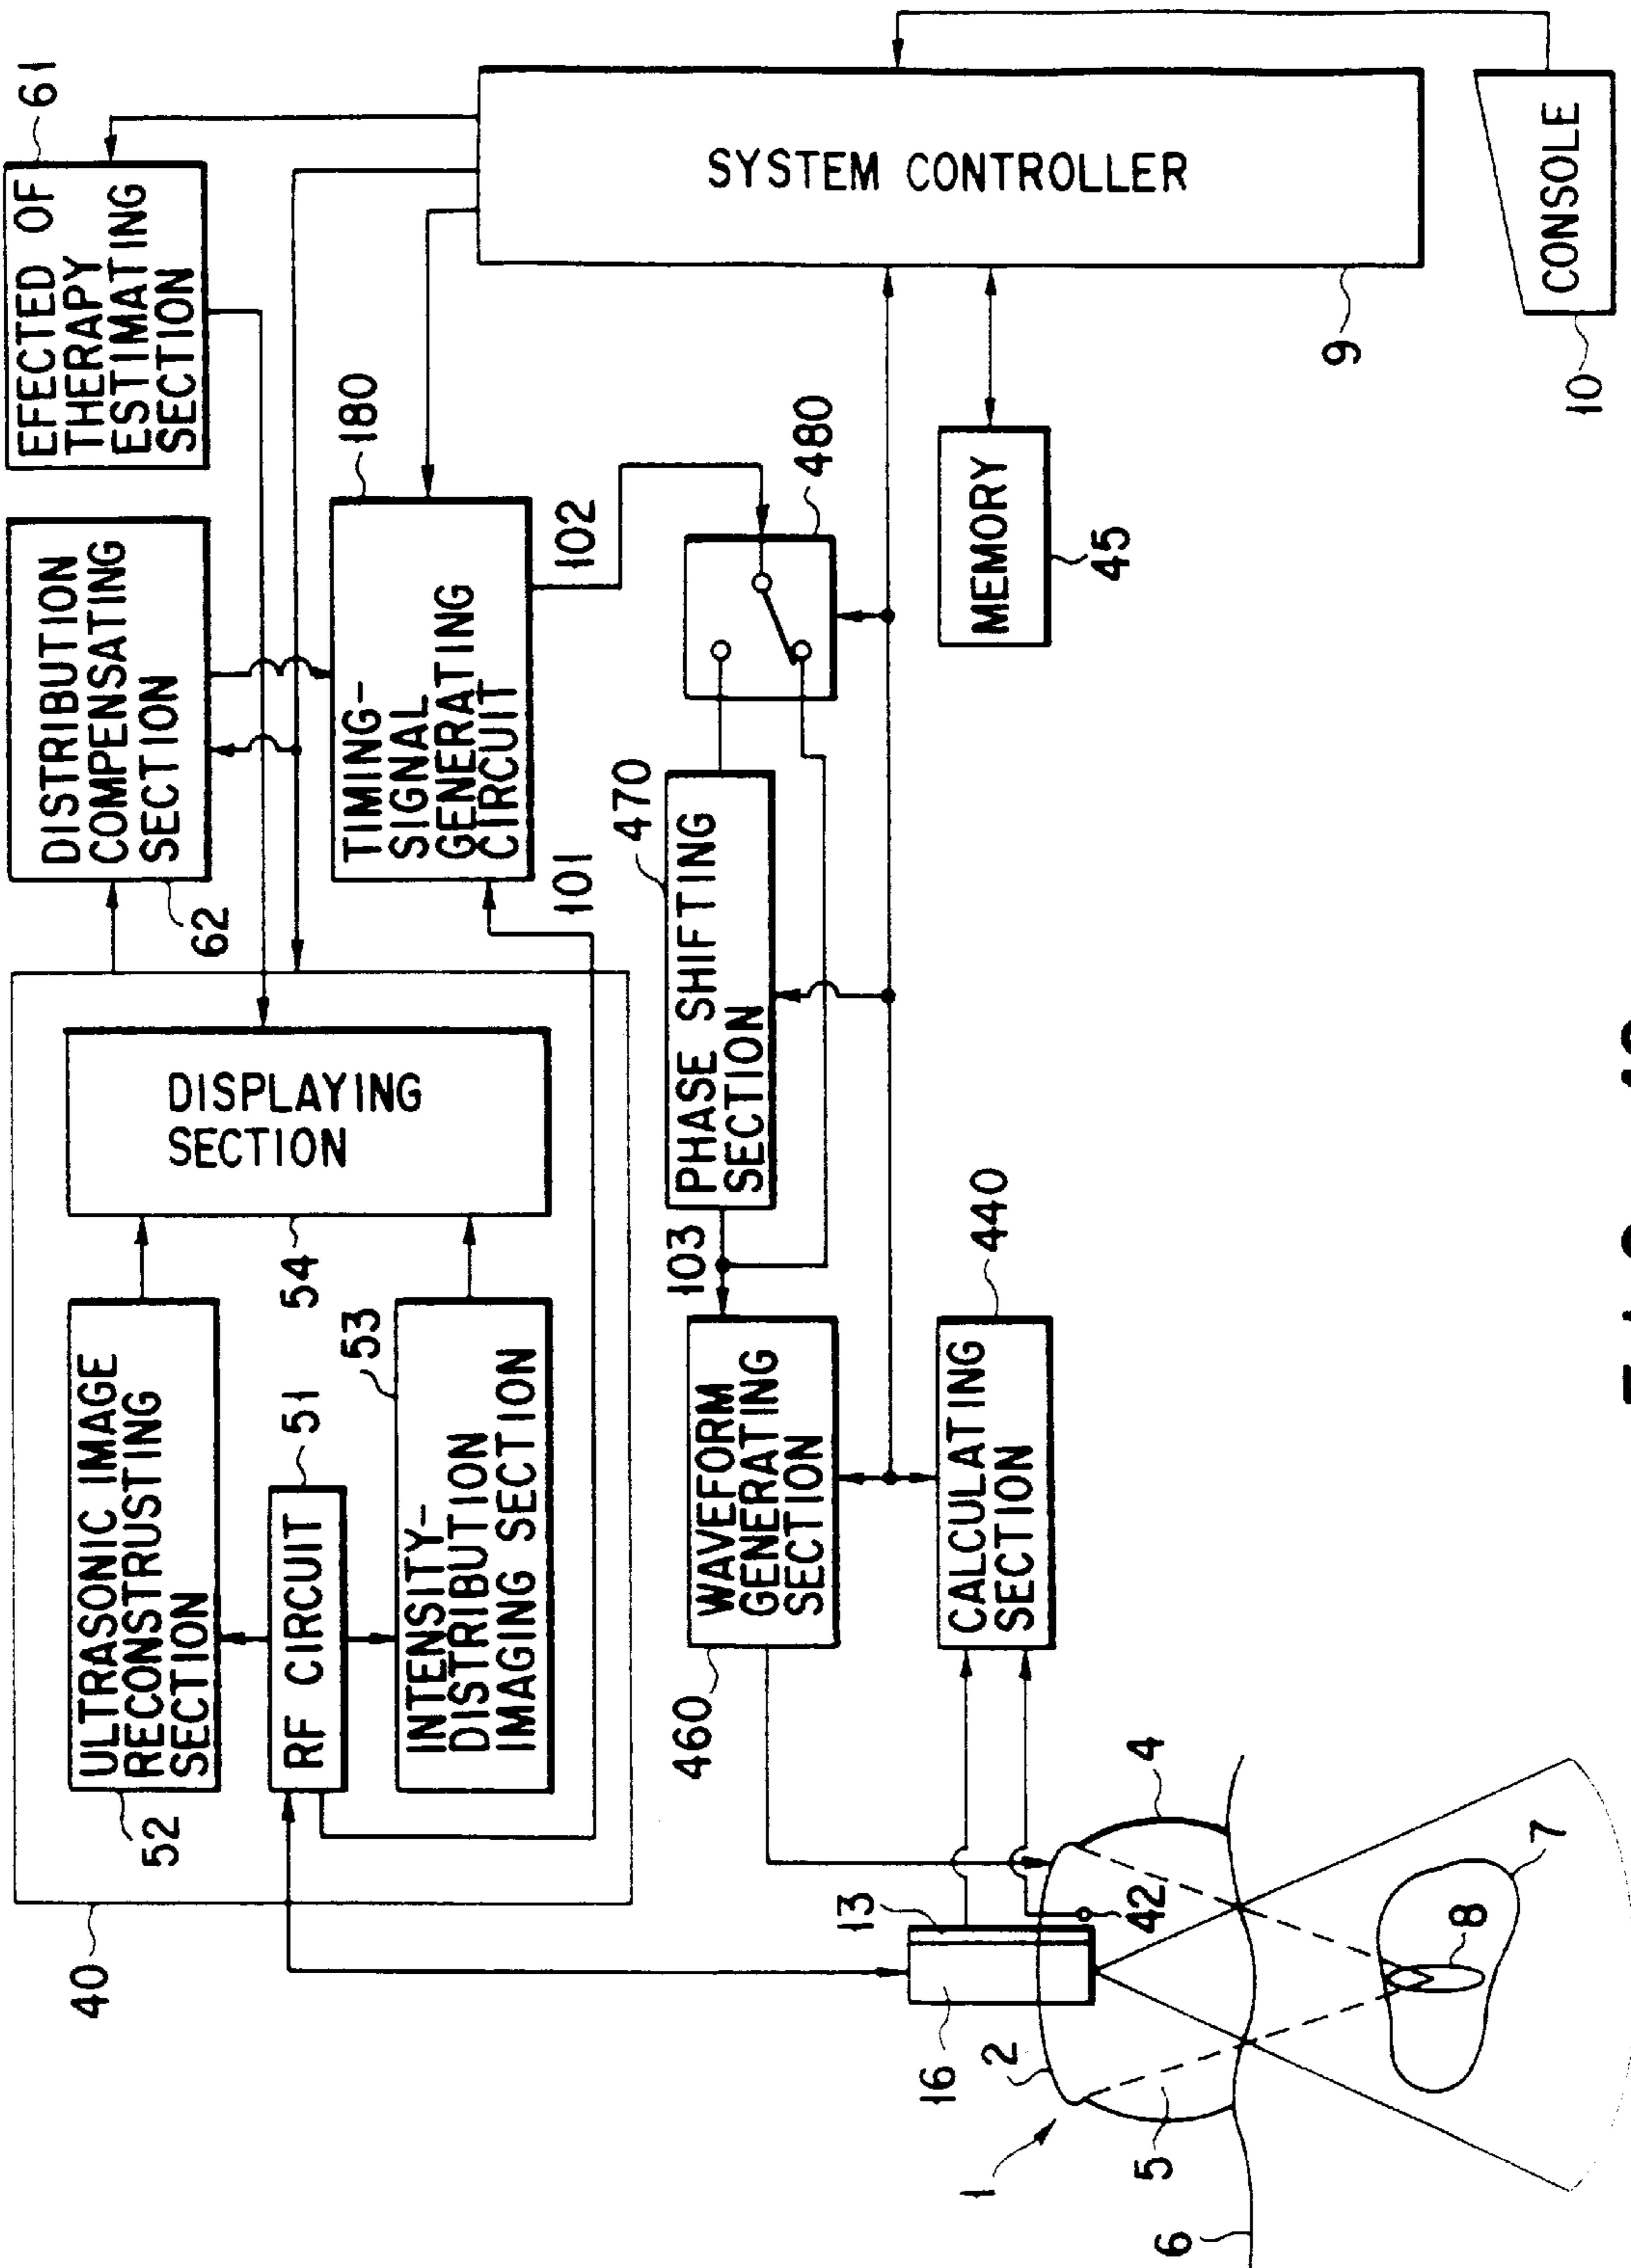 40
52
ULTRASONIC IMAGE
RECONSTRUSTING
SECTION
RF CIRCUIT
51
53
INTENSITY-
DISTRIBUTION
IMAGING SECTION
54
DISPLAYING
SECTION
62
DISTRIBUTION
COMPENSATING
SECTION
EFFECTED OF
THERAPY
ESTIMATING
SECTION
61
101
TIMING-
SIGNAL
GENERATING
CIRCUIT
180
102
460
WAVEFORM
GENERATING
SECTION
103
PHASE SHIFTING
SECTION
470
480
SYSTEM CONTROLLER
9
CALCULATING
SECTION
440
MEMORY
45
CONSOLE
10
13
16
42
1
2
4
5
6
7
8